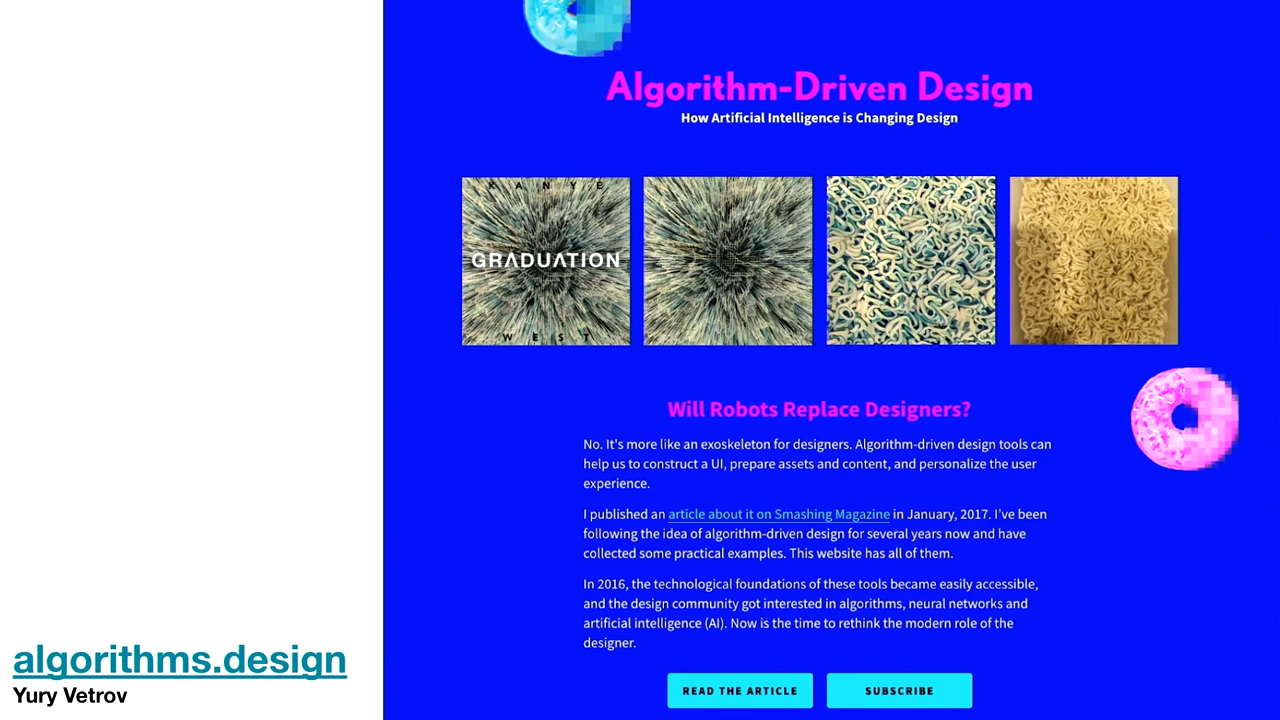 Algorithm-Driven Design
How Artificial Intelligence is Changing Design
K A N Y E
GRΛDUΛTION
W E S T
Will Robots Replace Designers?
No. It's more like an exoskeleton for designers. Algorithm-driven design tools can
help us to construct a UI, prepare assets and content, and personalize the user
experience.
I published an article about it on Smashing Magazine in January, 2017. I've been
following the idea of algorithm-driven design for several years now and have
collected some practical examples. This website has all of them.
In 2016, the technological foundations of these tools became easily accessible,
and the design community got interested in algorithms, neural networks and
artificial intelligence (AI). Now is the time to rethink the modern role of the
designer.
READ THE ARTICLE
SUBSCRIBE
algorithms.design
Yury Vetrov